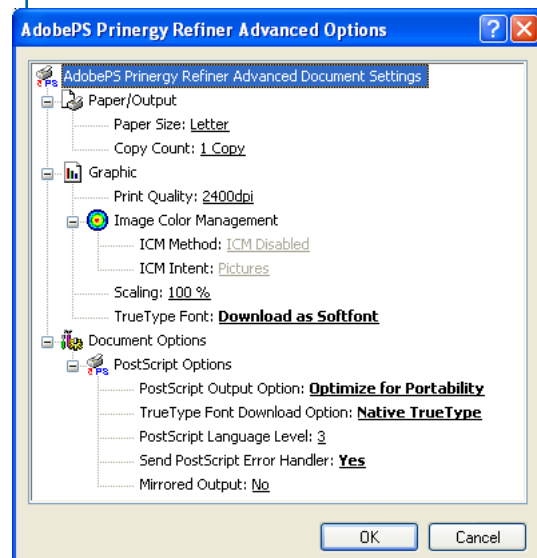 AdobePS Prinergy Refiner Advanced Options
AdobePS Prinergy Refiner Advanced Document Settings
Paper/Output
Paper Size: Letter
Copy Count: 1 Copy
Graphic
Print Quality: 2400dpi
Image Color Management
ICM Method: ICM Disabled
ICM Intent: Pictures
Scaling: 100 %
TrueType Font: Download as Softfont
Document Options
PostScript Options
PostScript Output Option: Optimize for Portability
TrueType Font Download Option: Native TrueType
PostScript Language Level: 3
Send PostScript Error Handler: Yes
Mirrored Output: No
OK Cancel